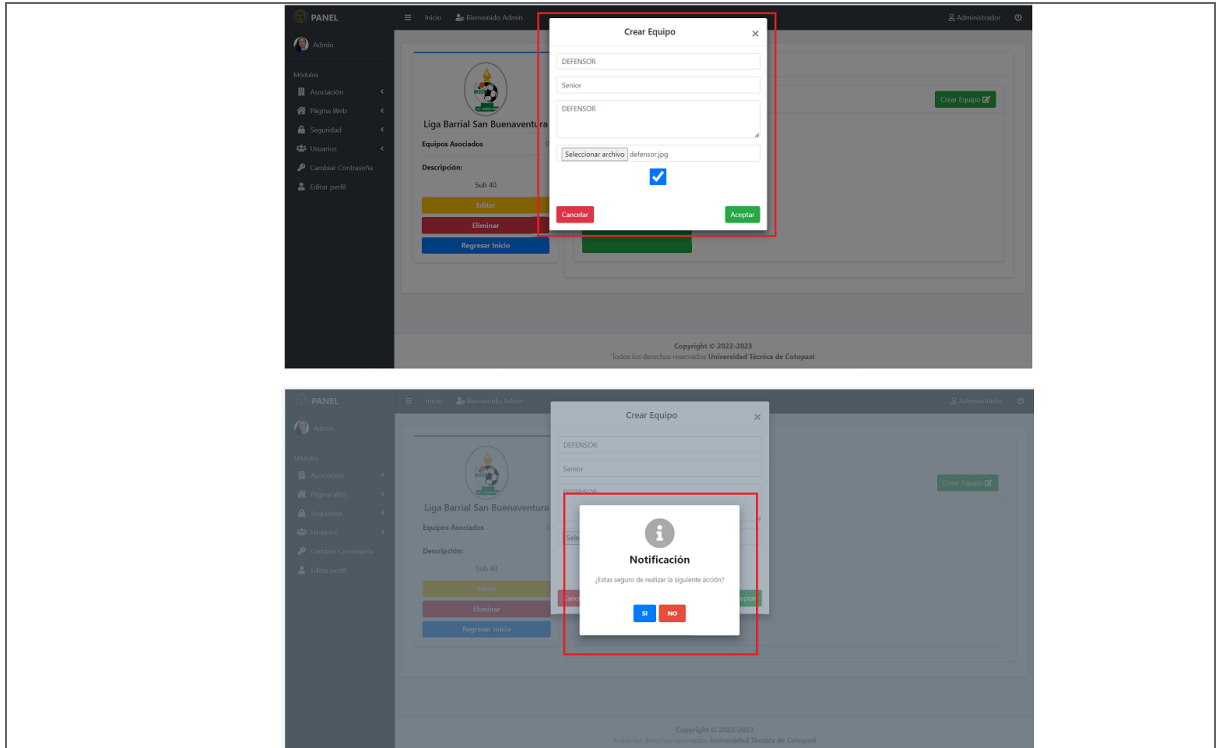 PANEL
Inicio Bienvenido Admin
Administrador
Admin
Módulos
Asociación
Página Web
Seguridad
Usuarios
Cambiar Contraseña
Editar perfil
Liga Barrial San Buenaventura
Equipos Asociados
Descripción:
Sub 40
Editar
Eliminar
Regresar Inicio
Crear Equipo
×
DEFENSOR
Senior
DEFENSOR
Seleccionar archivo defensor.jpg
Cancelar
Aceptar
Crear Equipo
Copyright © 2022-2023
Todos los derechos reservados Universidad Técnica de Cotopaxi
PANEL
Inicio Bienvenido Admin
Administrador
Admin
Módulos
Asociación
Página Web
Seguridad
Usuarios
Cambiar Contraseña
Editar perfil
Liga Barrial San Buenaventura
Equipos Asociados
Descripción:
Sub 40
Editar
Eliminar
Regresar Inicio
Crear Equipo
×
DEFENSOR
Senior
DEFENSOR
Notificación
¿Estas seguro de realizar la siguiente acción?
SI NO
Crear Equipo
Copyright © 2022-2023
Todos los derechos reservados Universidad Técnica de Cotopaxi